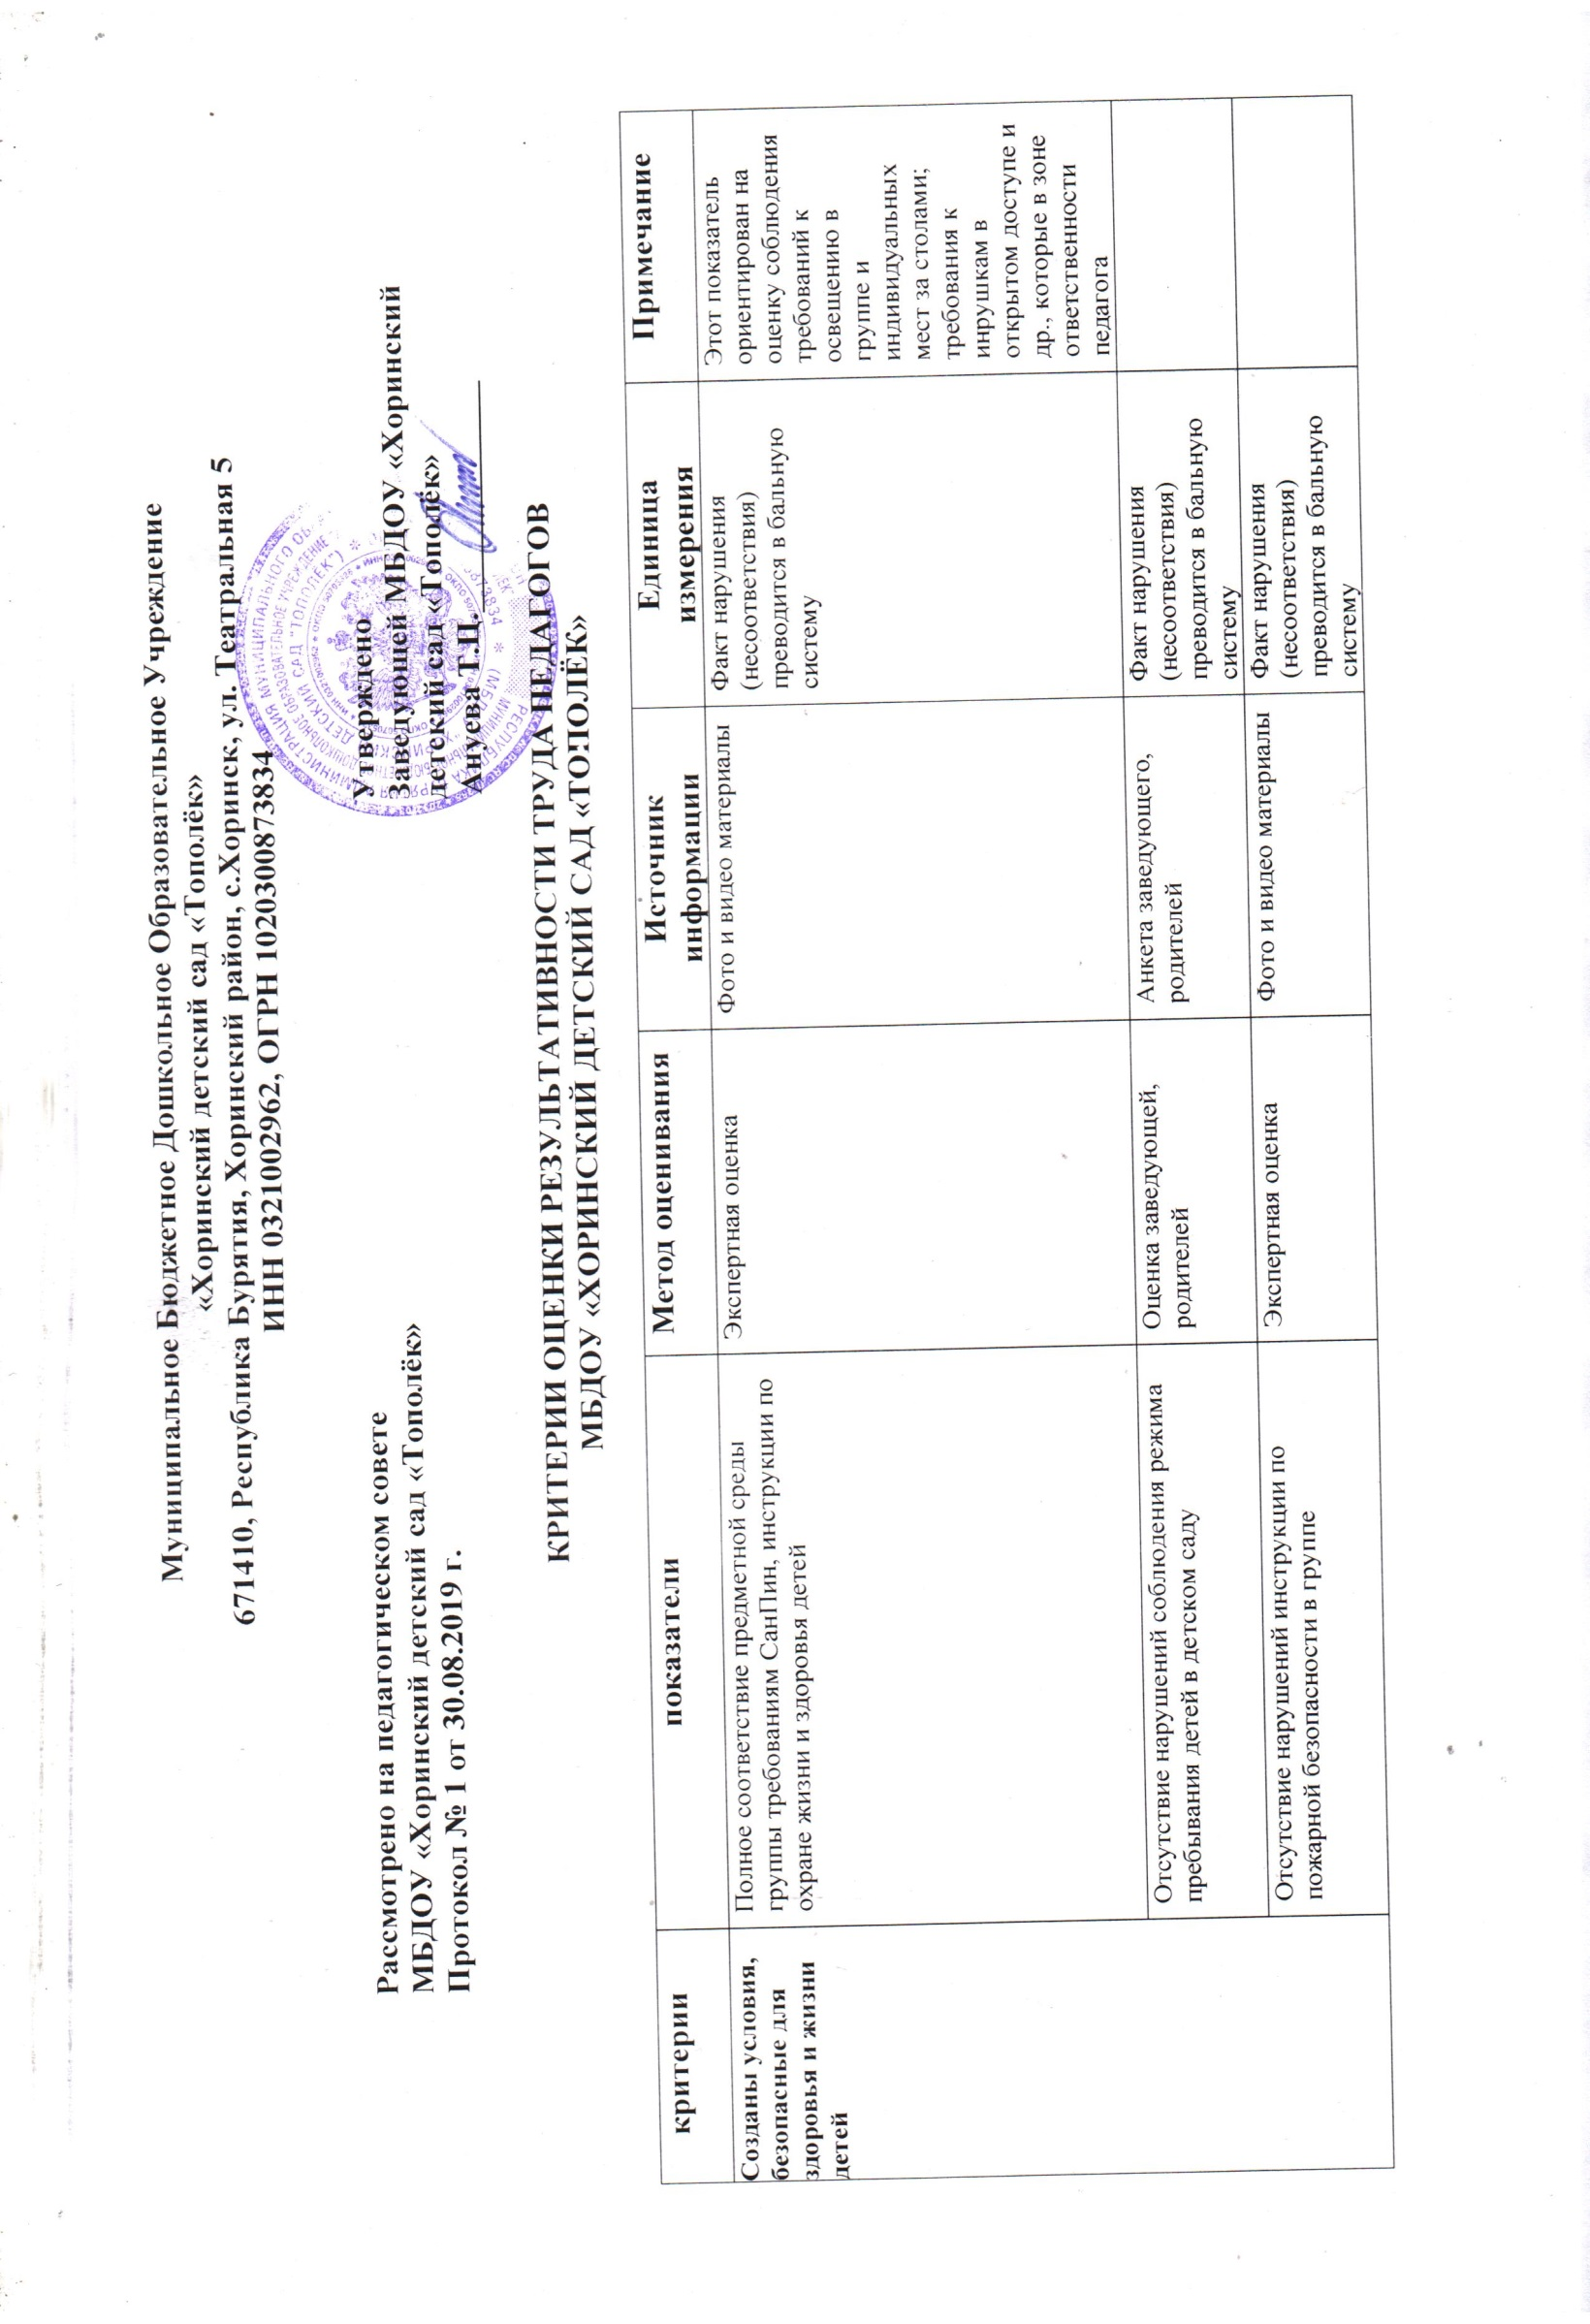 Муниципальное Бюджетное Дошкольное Образовательное Учреждение
«Хоринский детский сад «Тополёк»
671410, Республика Бурятия, Хоринский район, с.Хоринск, ул. Театральная 5
ИНН 0321002962, ОГРН 1020300873834
Рассмотрено на педагогическом совете
МБДОУ «Хоринский детский сад «Тополёк»
Протокол № 1 от 30.08.2019 г.
Утверждено
Заведующей МБДОУ «Хоринский
детский сад «Тополёк»
Ануева Т.Ц.
КРИТЕРИИ ОЦЕНКИ РЕЗУЛЬТАТИВНОСТИ ТРУДА ПЕДАГОГОВ
МБДОУ «ХОРИНСКИЙ ДЕТСКИЙ САД «ТОПОЛЁК»
критерии
показатели
Метод оценивания
Источник
информации
Единица
измерения
Примечание
Созданы условия,
безопасные для
здоровья и жизни
детей
Полное соответствие предметной среды
группы требованиям СанПин, инструкции по
охране жизни и здоровья детей
Экспертная оценка
Фото и видео материалы
Факт нарушения
(несоответствия)
преводится в бальную
систему
Этот показатель
ориентирован на
оценку соблюдения
требований к
освещению в
группе и
индивидуальных
мест за столами;
требования к
инрушкам в
открытом доступе и
др., которые в зоне
ответственности
педагога
Отсутствие нарушений соблюдения режима
пребывания детей в детском саду
Оценка заведующей,
родителей
Анкета заведующего,
родителей
Факт нарушения
(несоответствия)
преводится в бальную
систему
Отсутствие нарушений инструкции по
пожарной безопасности в группе
Экспертная оценка
Фото и видео материалы
Факт нарушения
(несоответствия)
преводится в бальную
систему